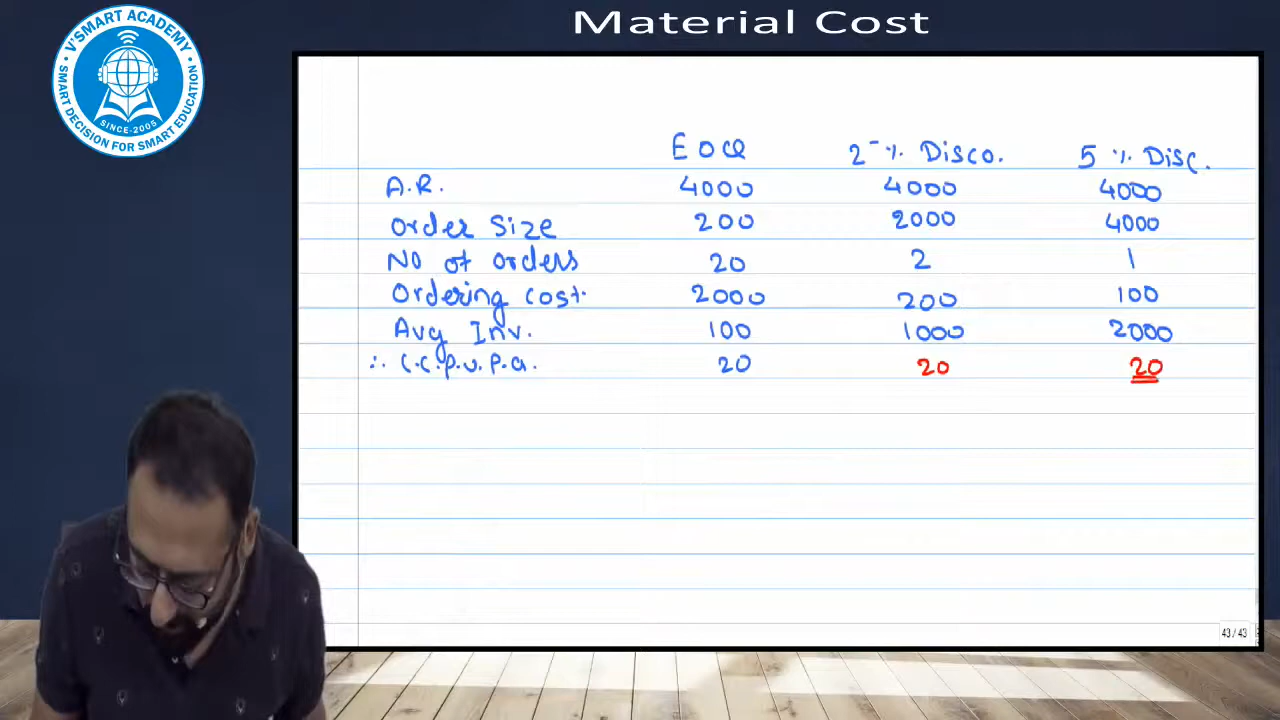 Material Cost
V'SMART ACADEMY
SINCE-2005
SMART DECISION FOR SMART EDUCATION
EOQ 2% Disco. 5% Disc.
A.R. 4000 4000 4000
Order Size 200 2000 4000
No of orders 20 2 1
Ordering cost. 2000 200 100
Avg Inv. 100 1000 2000
∴ C.C.p.u.p.a. 20 20 20
43/43